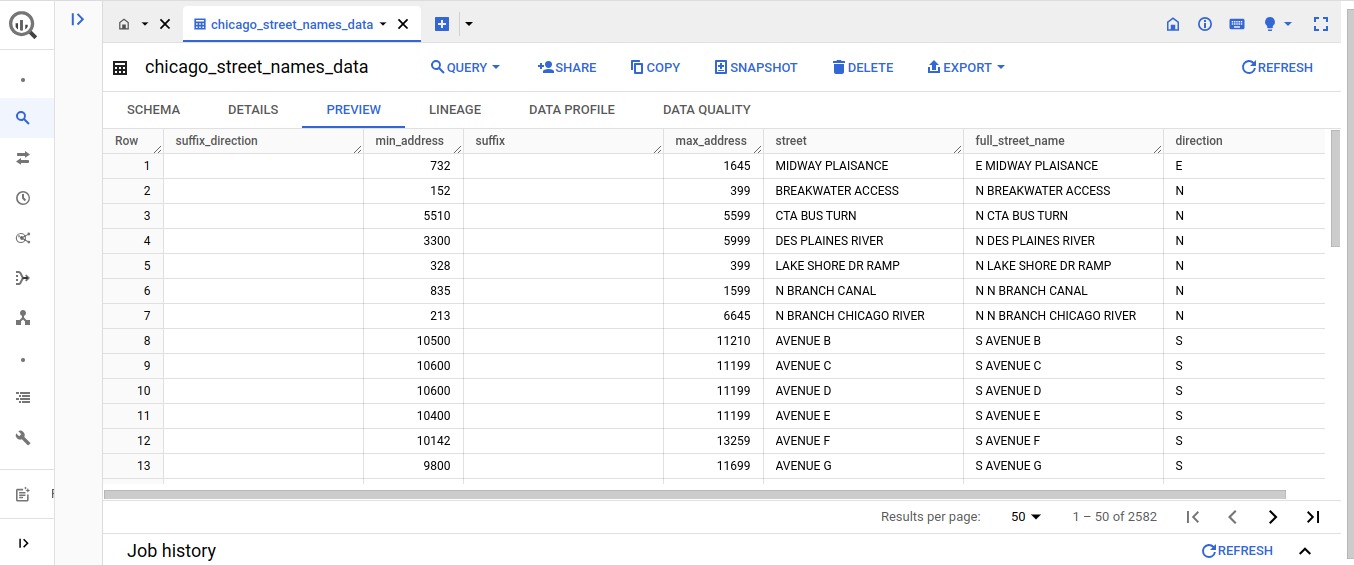 chicago_street_names_data
chicago_street_names_data QUERY SHARE COPY SNAPSHOT DELETE EXPORT REFRESH
SCHEMA DETAILS PREVIEW LINEAGE DATA PROFILE DATA QUALITY
Row suffix_direction min_address suffix max_address street full_street_name direction
1 732 1645 MIDWAY PLAISANCE E MIDWAY PLAISANCE E
2 152 399 BREAKWATER ACCESS N BREAKWATER ACCESS N
3 5510 5599 CTA BUS TURN N CTA BUS TURN N
4 3300 5999 DES PLAINES RIVER N DES PLAINES RIVER N
5 328 399 LAKE SHORE DR RAMP N LAKE SHORE DR RAMP N
6 835 1599 N BRANCH CANAL N N BRANCH CANAL N
7 213 6645 N BRANCH CHICAGO RIVER N N BRANCH CHICAGO RIVER N
8 10500 11210 AVENUE B S AVENUE B S
9 10600 11199 AVENUE C S AVENUE C S
10 10600 11199 AVENUE D S AVENUE D S
11 10400 11199 AVENUE E S AVENUE E S
12 10142 13259 AVENUE F S AVENUE F S
13 9800 11699 AVENUE G S AVENUE G S
Results per page: 50 1 – 50 of 2582
Job history REFRESH